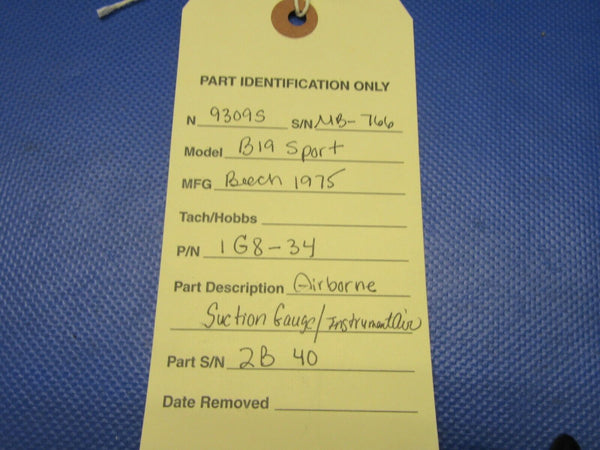 PART IDENTIFICATION ONLY
N 9309S S/N MB-766
Model B19 Sport
MFG Beech 1975
Tach/Hobbs
P/N 1G8-34
Part Description Airborne
Suction Gauge/Instrument Air
Part S/N 2B 40
Date Removed